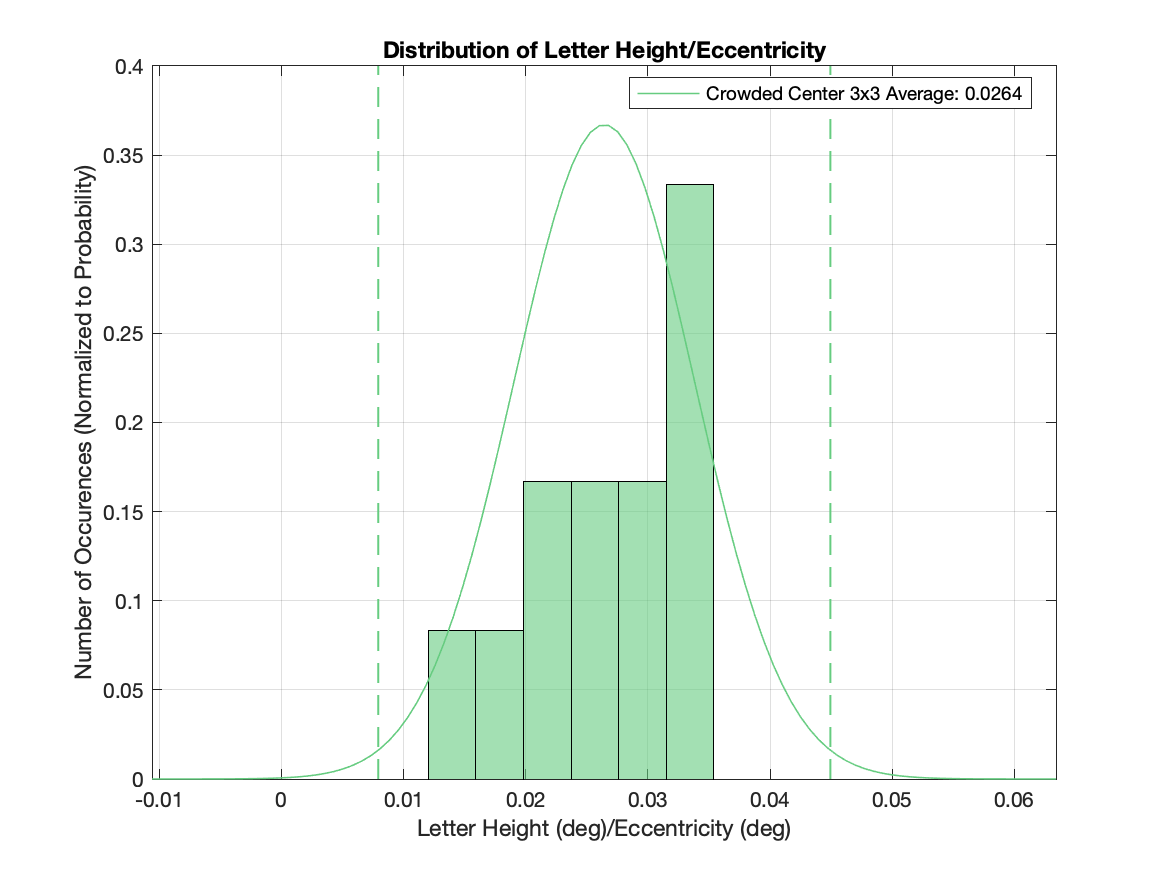 Distribution of Letter Height/Eccentricity
Crowded Center 3x3 Average: 0.0264
Number of Occurences (Normalized to Probability)
0.4
0.35
0.3
0.25
0.2
0.15
0.1
0.05
0
-0.01 0 0.01 0.02 0.03 0.04 0.05 0.06
Letter Height (deg)/Eccentricity (deg)